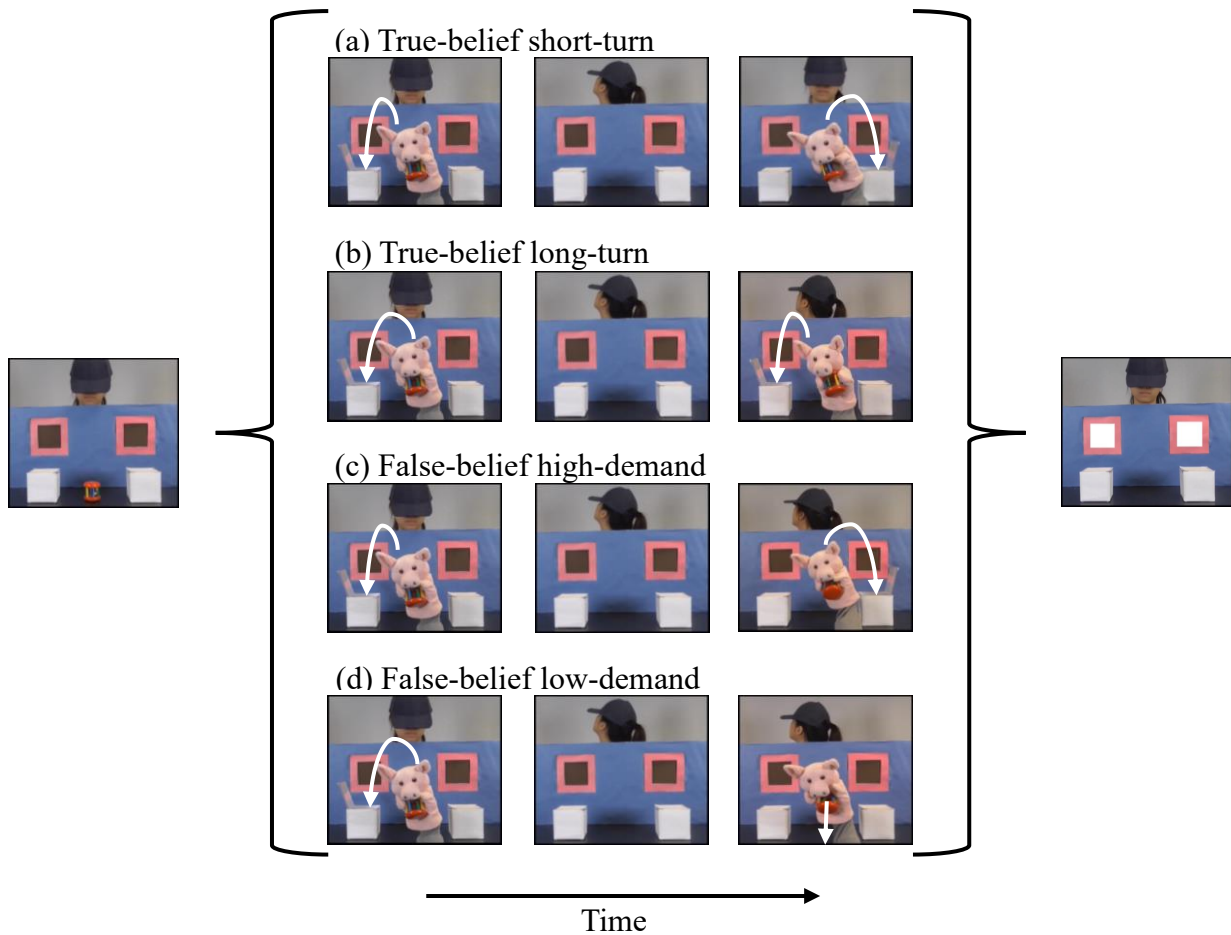 (a) True-belief short-turn
(b) True-belief long-turn
(c) False-belief high-demand
(d) False-belief low-demand
Time